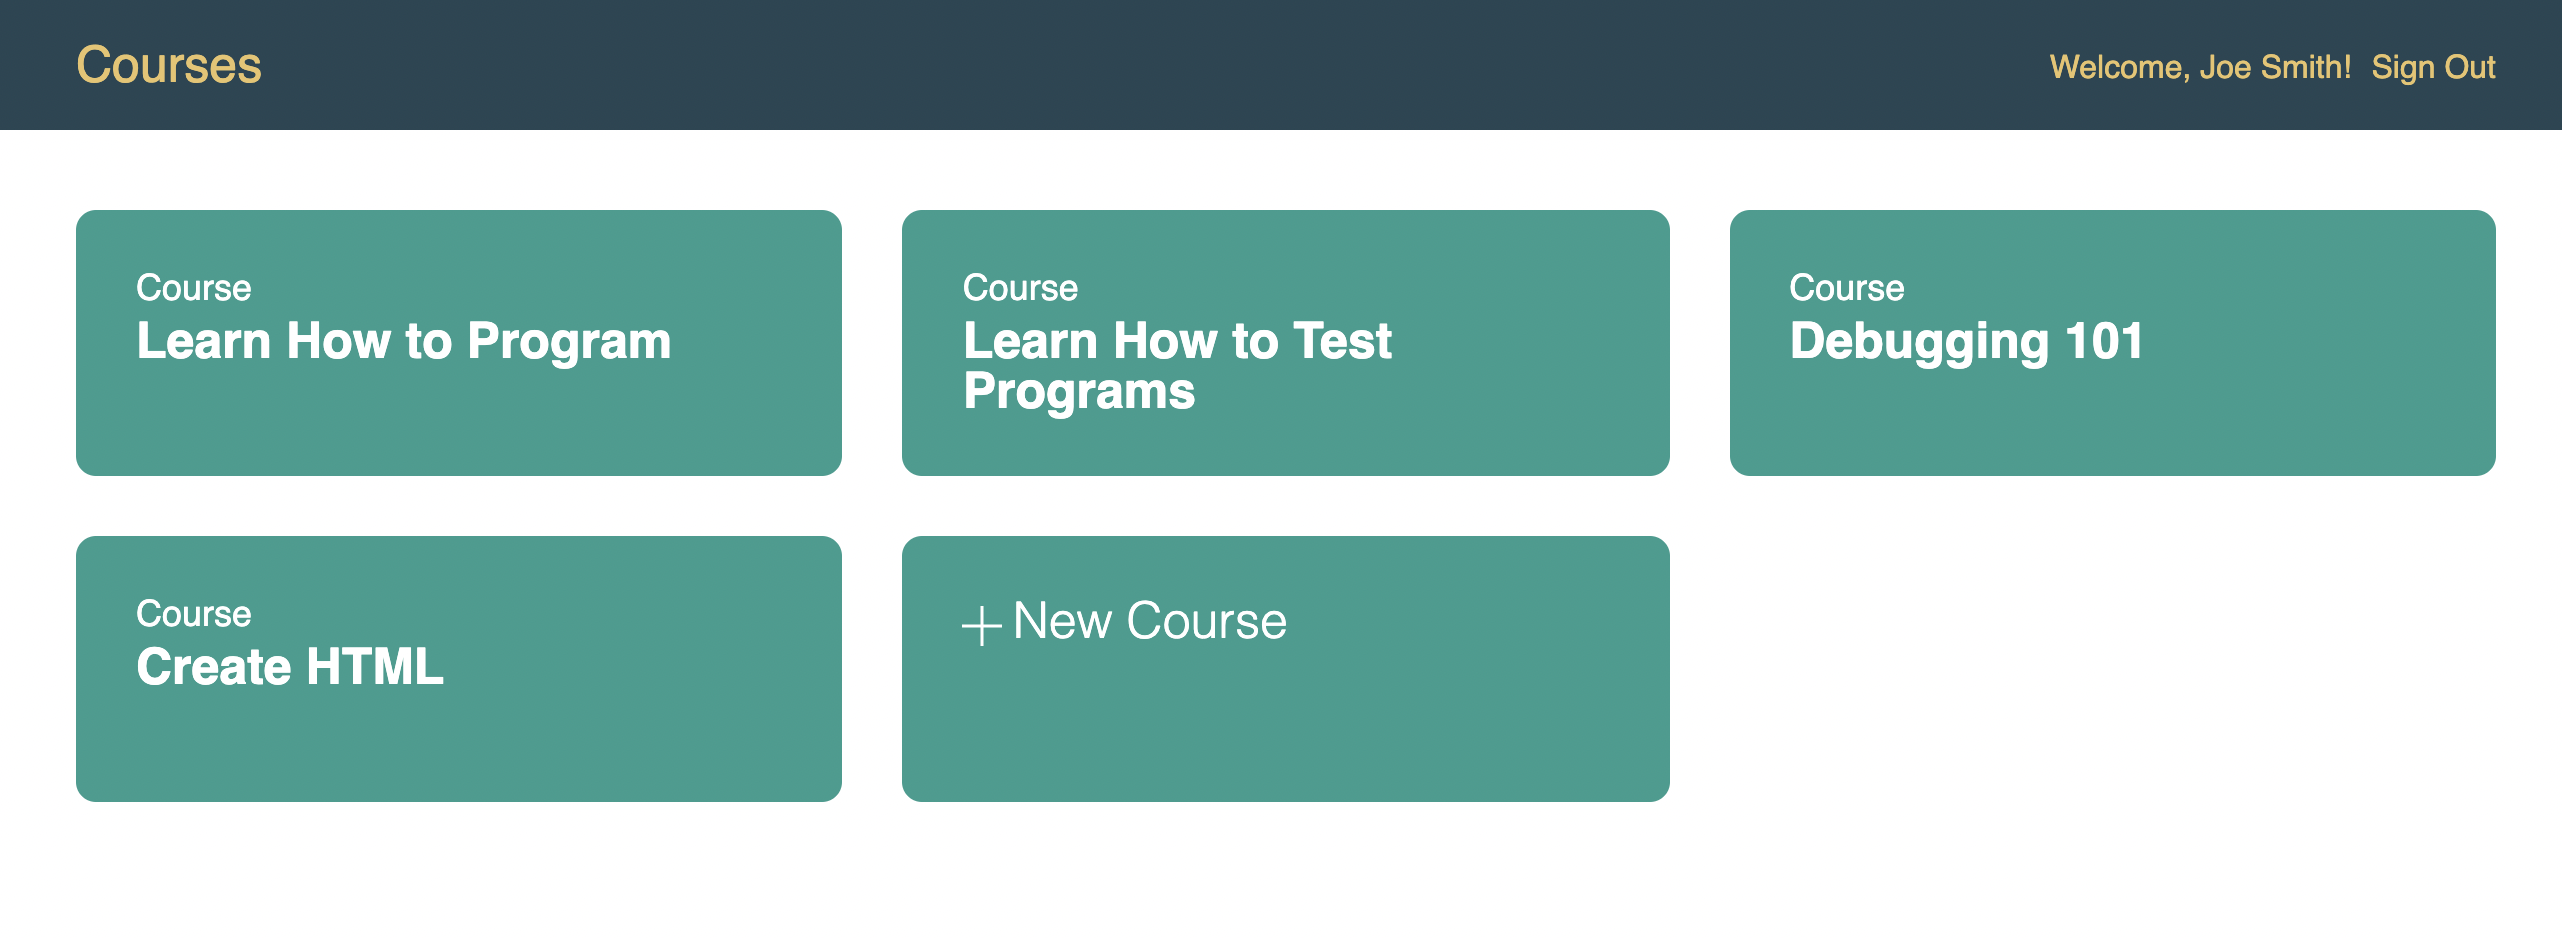 Courses
Welcome, Joe Smith! Sign Out
Course
Learn How to Program
Course
Learn How to Test
Programs
Course
Debugging 101
Course
Create HTML
New Course